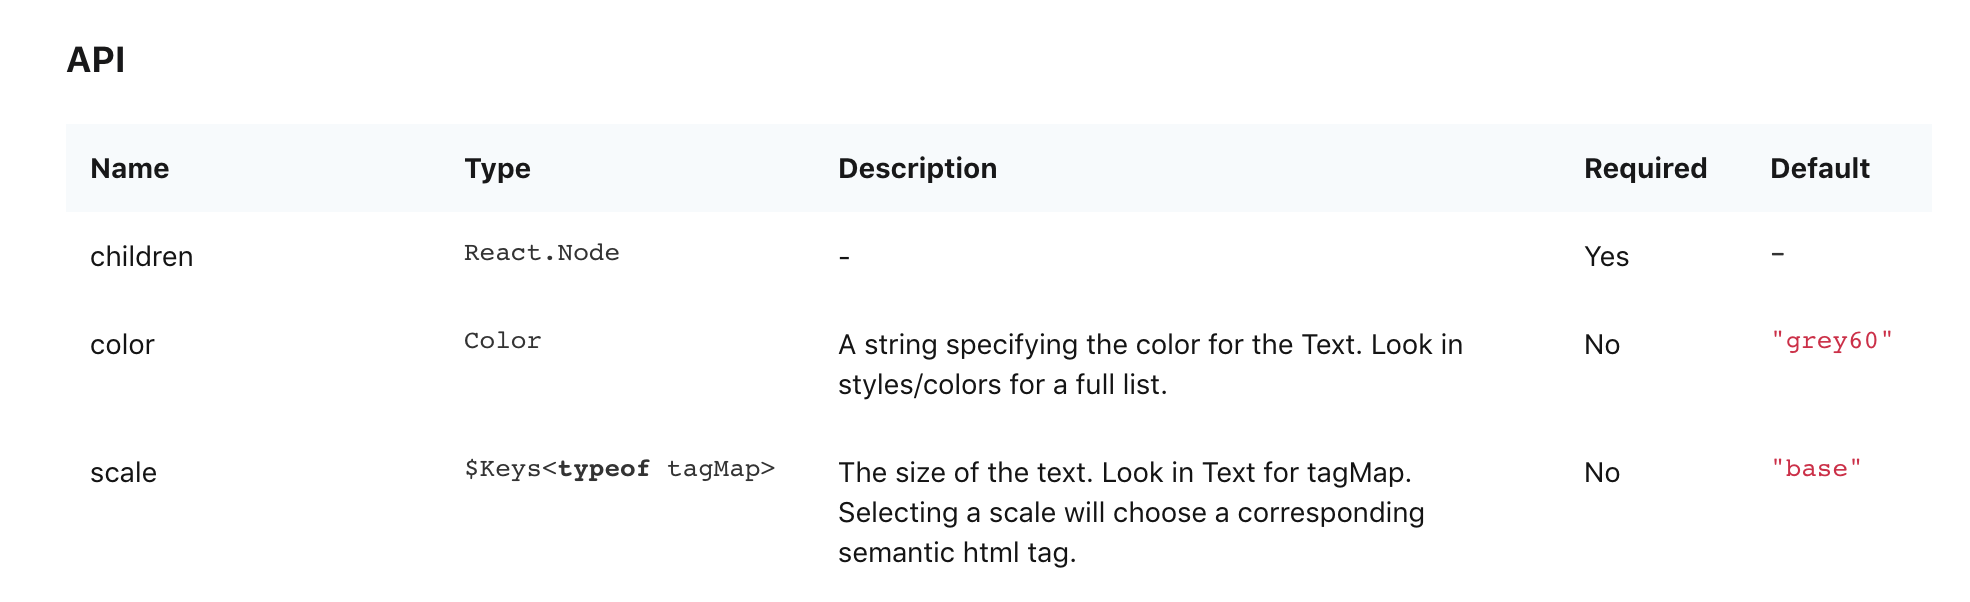 API
Name Type Description Required Default
children React.Node - Yes -
color Color A string specifying the color for the Text. Look in No "grey60"
styles/colors for a full list.
scale $Keys<typeof tagMap> The size of the text. Look in Text for tagMap. No "base"
Selecting a scale will choose a corresponding
semantic html tag.